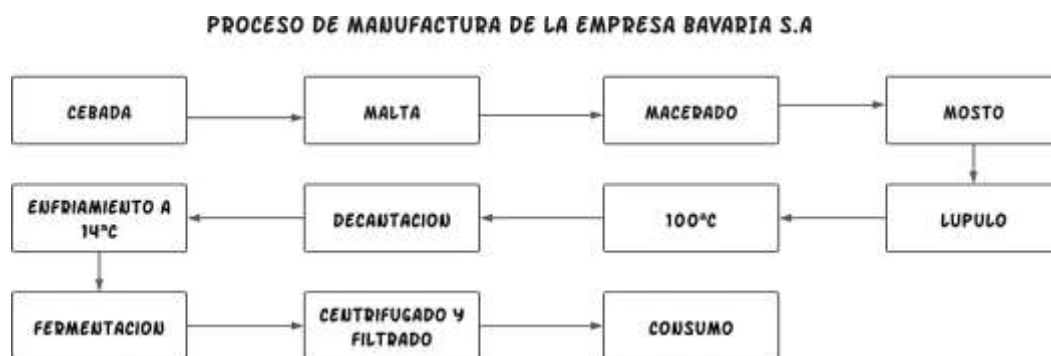 PROCESO DE MANUFACTURA DE LA EMPRESA BAVARIA S.A
CEBADA
MALTA
MACERADO
MOSTO
LUPULO
100°C
DECANTACION
ENFRIAMIENTO A
14°C
FERMENTACION
CENTRIFUGADO Y
FILTRADO
CONSUMO